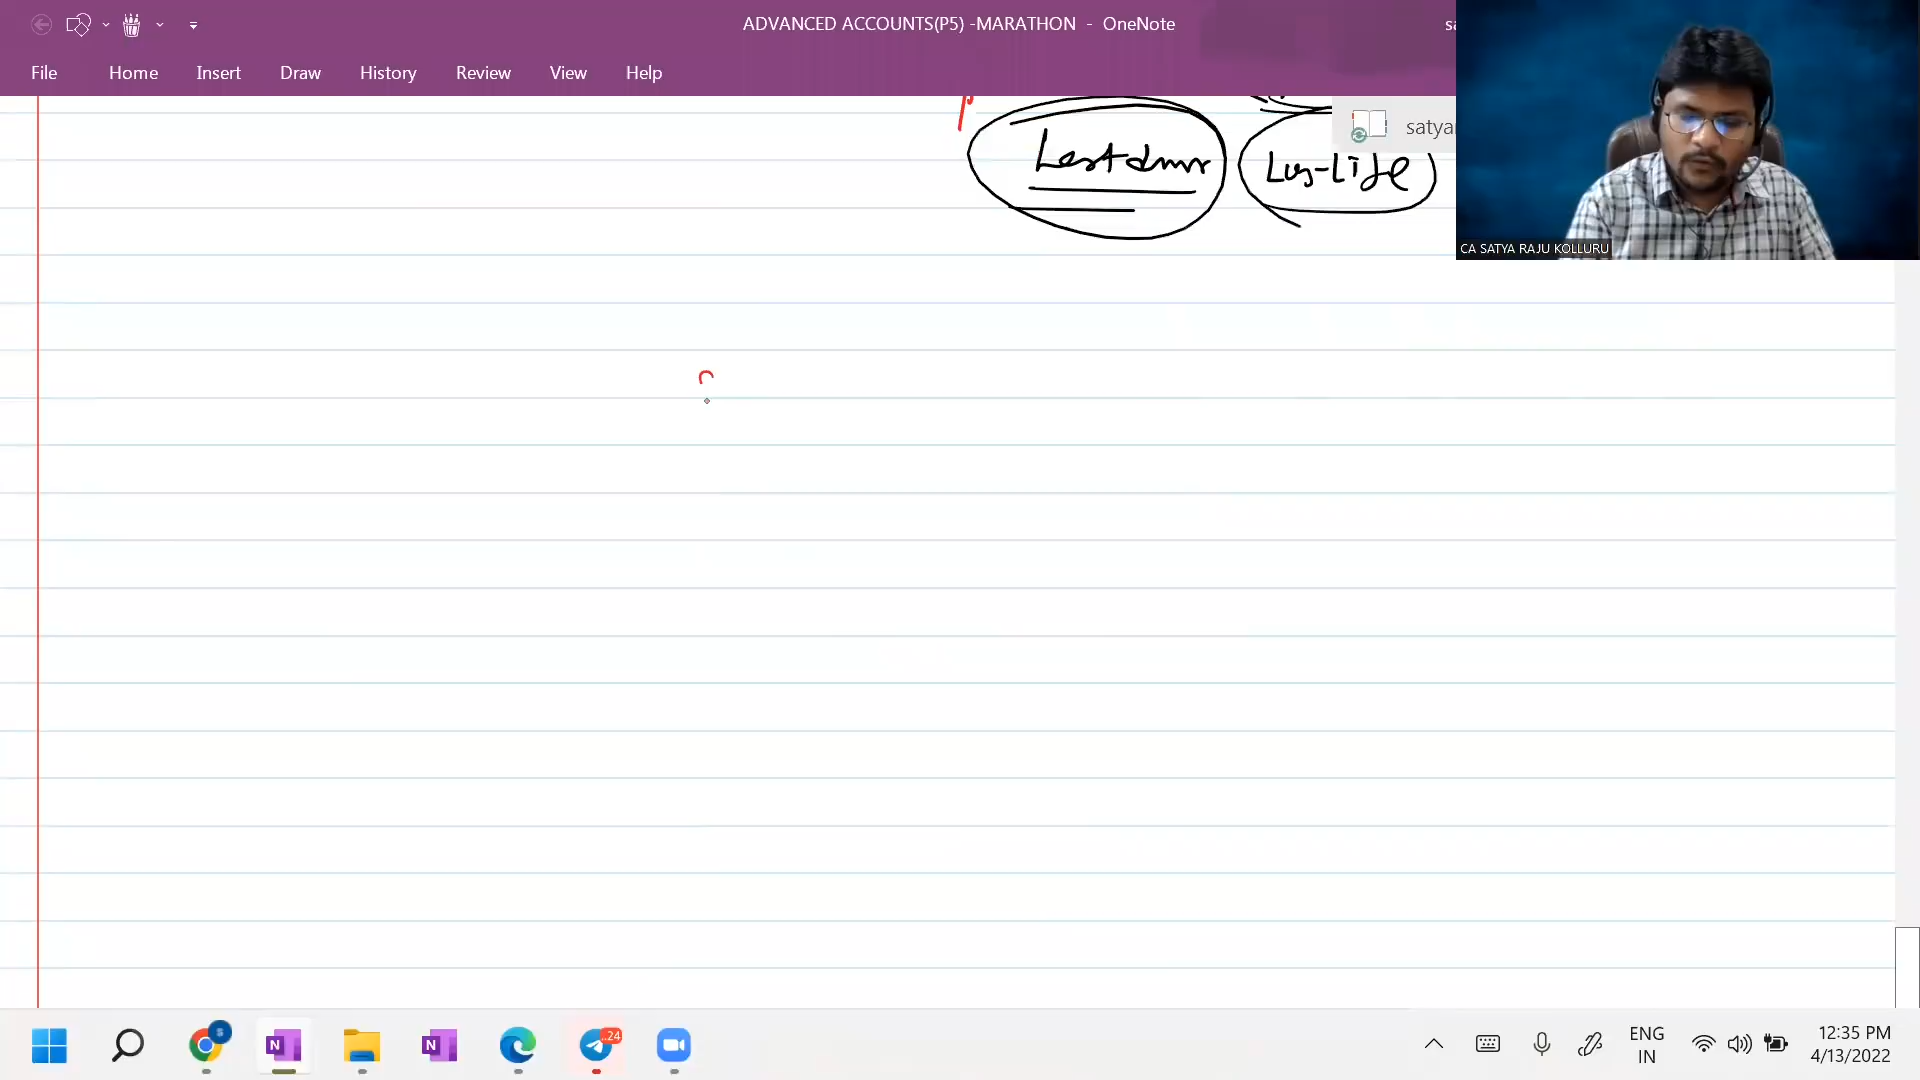 ADVANCED ACCOUNTS(P5) -MARATHON - OneNote
sa
File Home Insert Draw History Review View Help
satya
CA SATYA RAJU KOLLURU
..24
ENG
IN
12:35 PM
4/13/2022